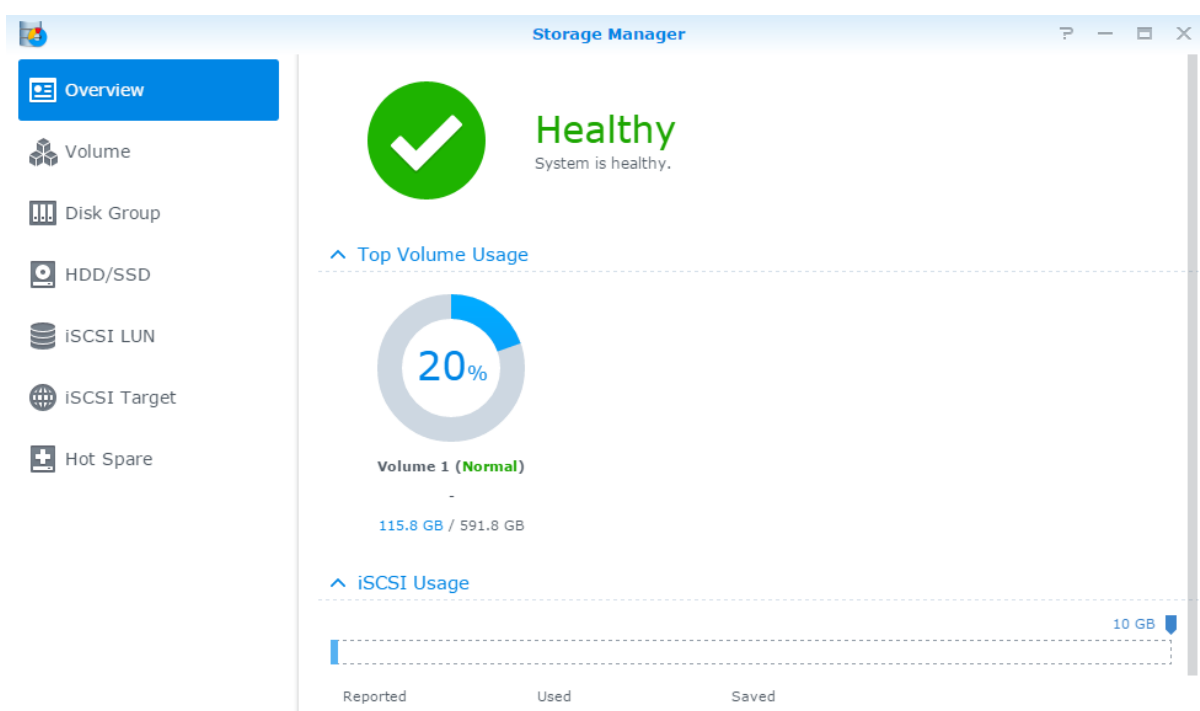 Storage Manager
Overview
Volume
Disk Group
HDD/SSD
iSCSI LUN
iSCSI Target
Hot Spare
Healthy
System is healthy.
Top Volume Usage
20%
Volume 1 (Normal)
-
115.8 GB / 591.8 GB
iSCSI Usage
10 GB
Reported Used Saved